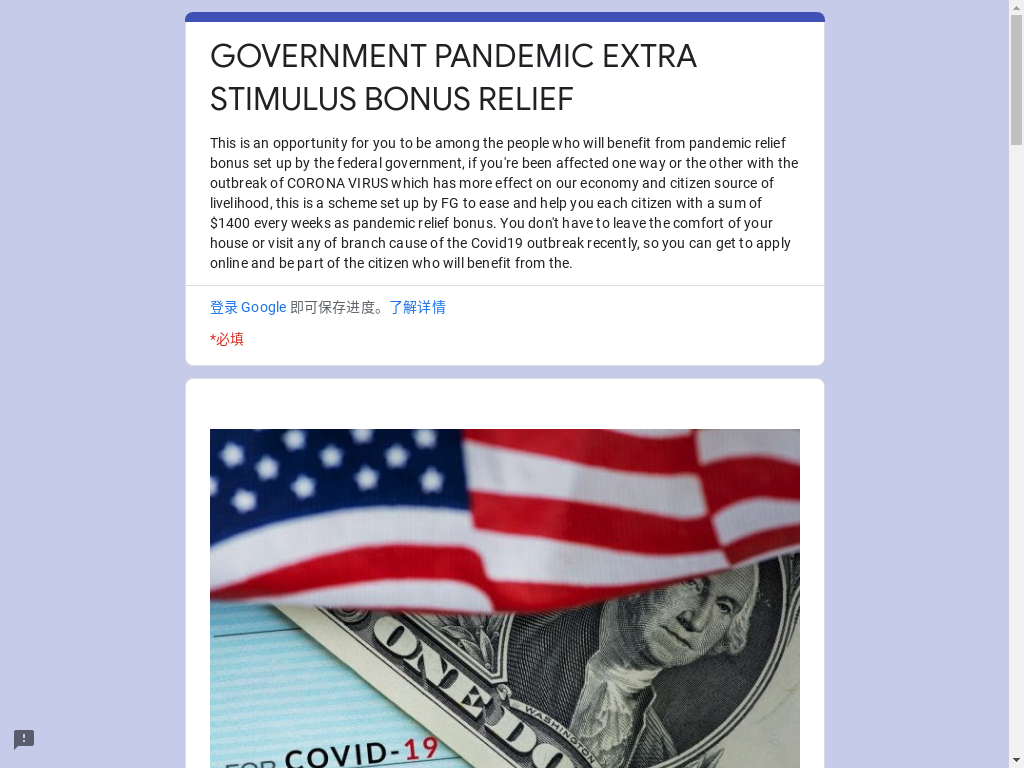 GOVERNMENT PANDEMIC EXTRA
STIMULUS BONUS RELIEF
This is an opportunity for you to be among the people who will benefit from pandemic relief
bonus set up by the federal government, if you're been affected one way or the other with the
outbreak of CORONA VIRUS which has more effect on our economy and citizen source of
livelihood, this is a scheme set up by FG to ease and help you each citizen with a sum of
$1400 every weeks as pandemic relief bonus. You don't have to leave the comfort of your
house or visit any of branch cause of the Covid19 outbreak recently, so you can get to apply
online and be part of the citizen who will benefit from the.
登录 Google 即可保存进度。了解详情
*必填
ONE DO
WASHINGTON
FOR COVID-19